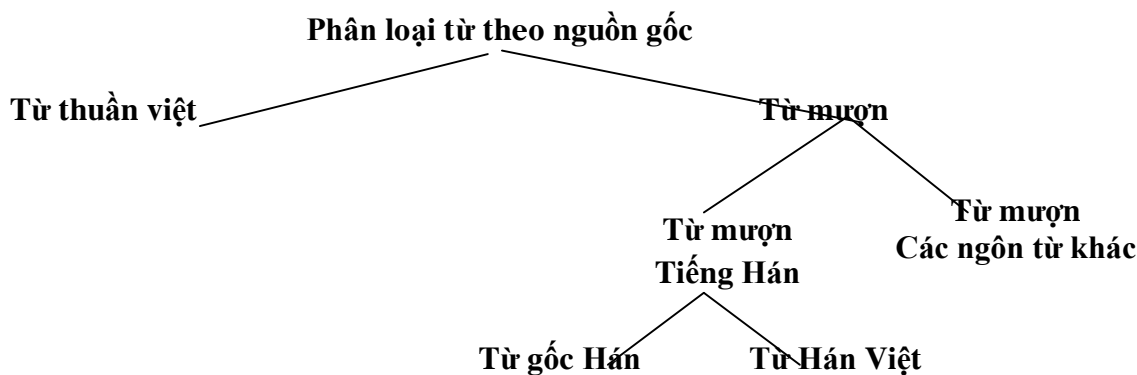 Phân loại từ theo nguồn gốc
Từ thuần việt
Từ mượn
Từ mượn
Tiếng Hán
Từ mượn
Các ngôn từ khác
Từ gốc Hán
Từ Hán Việt